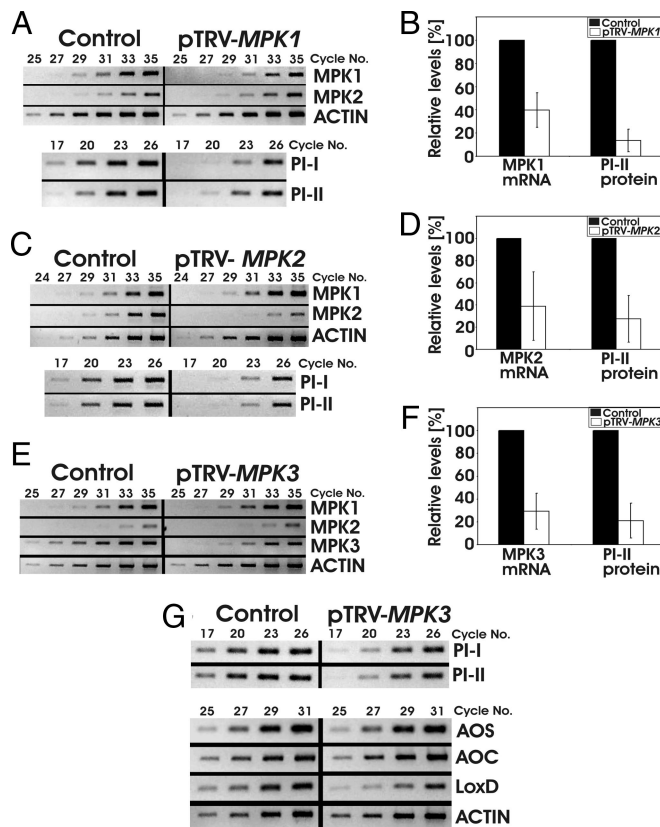 A
Control pTRV-MPK1
25 27 29 31 33 35 25 27 29 31 33 35 Cycle No.
MPK1
MPK2
ACTIN
17 20 23 26 17 20 23 26 Cycle No.
PI-I
PI-II
B
Control
pTRV-MPK1
Relative levels [%]
100
80
60
40
20
0
MPK1 mRNA
PI-II protein
C
Control pTRV- MPK2
24 27 29 31 33 35 24 27 29 31 33 35 Cycle No.
MPK1
MPK2
ACTIN
17 20 23 26 17 20 23 26 Cycle No.
PI-I
PI-II
D
Control
pTRV-MPK2
Relative levels [%]
100
80
60
40
20
0
MPK2 mRNA
PI-II protein
E
Control pTRV-MPK3
25 27 29 31 33 35 25 27 29 31 33 35 Cycle No.
MPK1
MPK2
MPK3
ACTIN
F
Control
pTRV-MPK3
Relative levels [%]
100
80
60
40
20
0
MPK3 mRNA
PI-II protein
G
Control pTRV-MPK3
17 20 23 26 17 20 23 26 Cycle No.
PI-I
PI-II
25 27 29 31 25 27 29 31 Cycle No.
AOS
AOC
LoxD
ACTIN